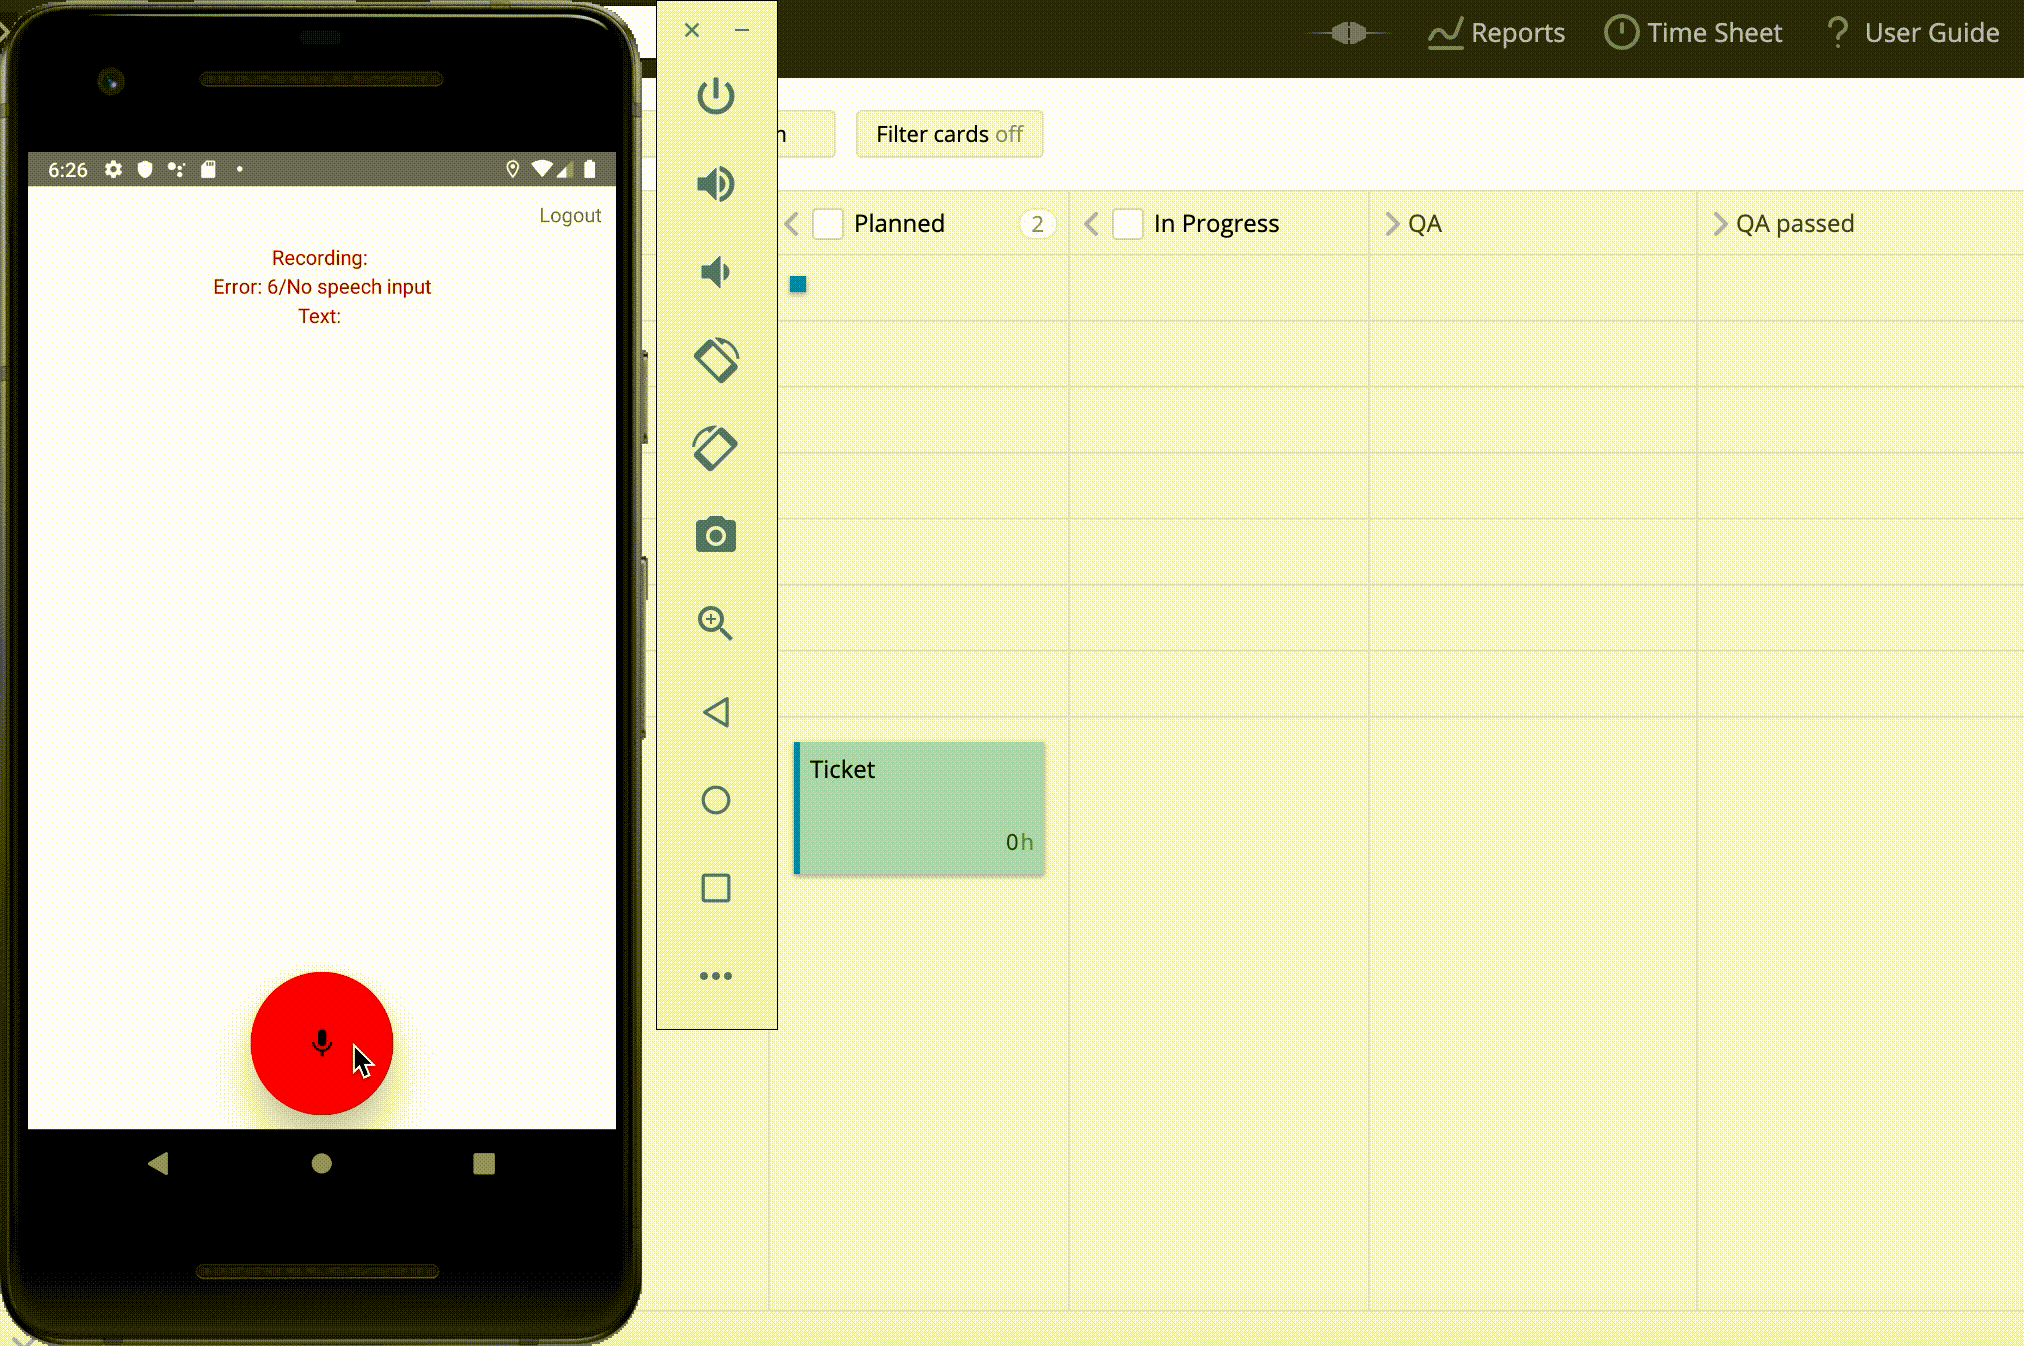 6:26
Logout
Recording:
Error: 6/No speech input
Text:
Reports
Time Sheet
User Guide
n
Filter cards off
Planned
2
In Progress
QA
QA passed
Ticket
0h